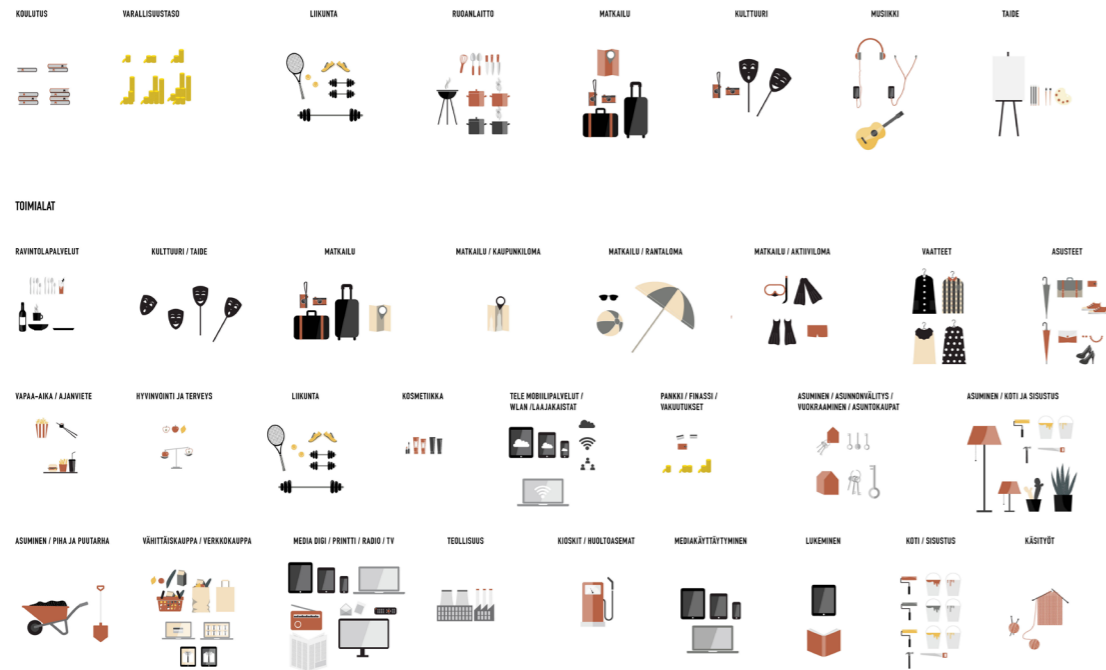 KOULUTUS
VARALLISUUSTASO
LIIKUNTA
RUOANLAITTO
MATKAILU
KULTTUURI
MUSIIKKI
TAIDE
TOIMIALAT
RAVINTOLAPALVELUT
KULTTUURI / TAIDE
MATKAILU
MATKAILU / KAUPUNKILOMA
MATKAILU / RANTALOMA
MATKAILU / AKTIIVILOMA
VAATTEET
ASUSTEET
VAPAA-AIKA / AJANVIETE
HYVINVOINTI JA TERVEYS
LIIKUNTA
KOSMETIIKKA
TELE MOBIILIPALVELUT /
WLAN /LAAJAKAISTAT
PANKKI / FINASSI /
VAKUUTUKSET
ASUMINEN / ASUNNONVÄLITYS /
VUOKRAAMINEN / ASUNTOKAUPAT
ASUMINEN / KOTI JA SISUSTUS
ASUMINEN / PIHA JA PUUTARHA
VÄHITTÄISKAUPPA / VERKKOKAUPPA
MEDIA DIGI / PRINTTI / RADIO / TV
TEOLLISUUS
KIOSKIT / HUOLTOASEMAT
MEDIAKÄYTTÄYTYMINEN
LUKEMINEN
KOTI / SISUSTUS
KÄSITYÖT